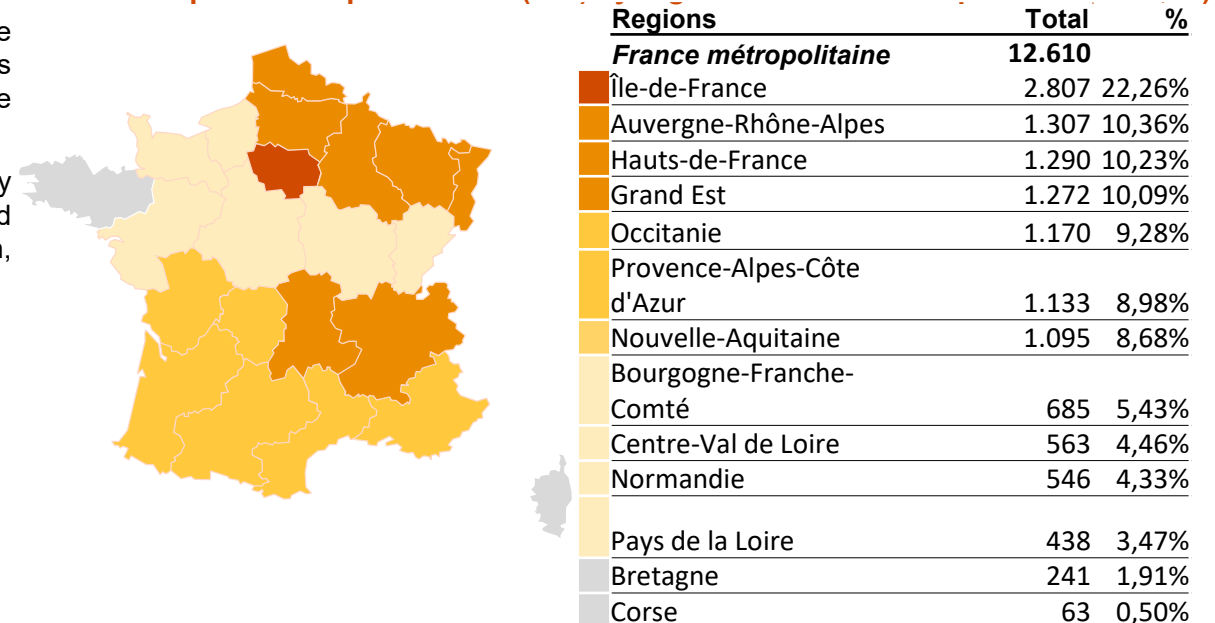 e
s
e
y
d
,
Regions Total %
France métropolitaine 12.610
Île-de-France 2.807 22,26%
Auvergne-Rhône-Alpes 1.307 10,36%
Hauts-de-France 1.290 10,23%
Grand Est 1.272 10,09%
Occitanie 1.170 9,28%
Provence-Alpes-Côte
d'Azur 1.133 8,98%
Nouvelle-Aquitaine 1.095 8,68%
Bourgogne-Franche-
Comté 685 5,43%
Centre-Val de Loire 563 4,46%
Normandie 546 4,33%
Pays de la Loire 438 3,47%
Bretagne 241 1,91%
Corse 63 0,50%